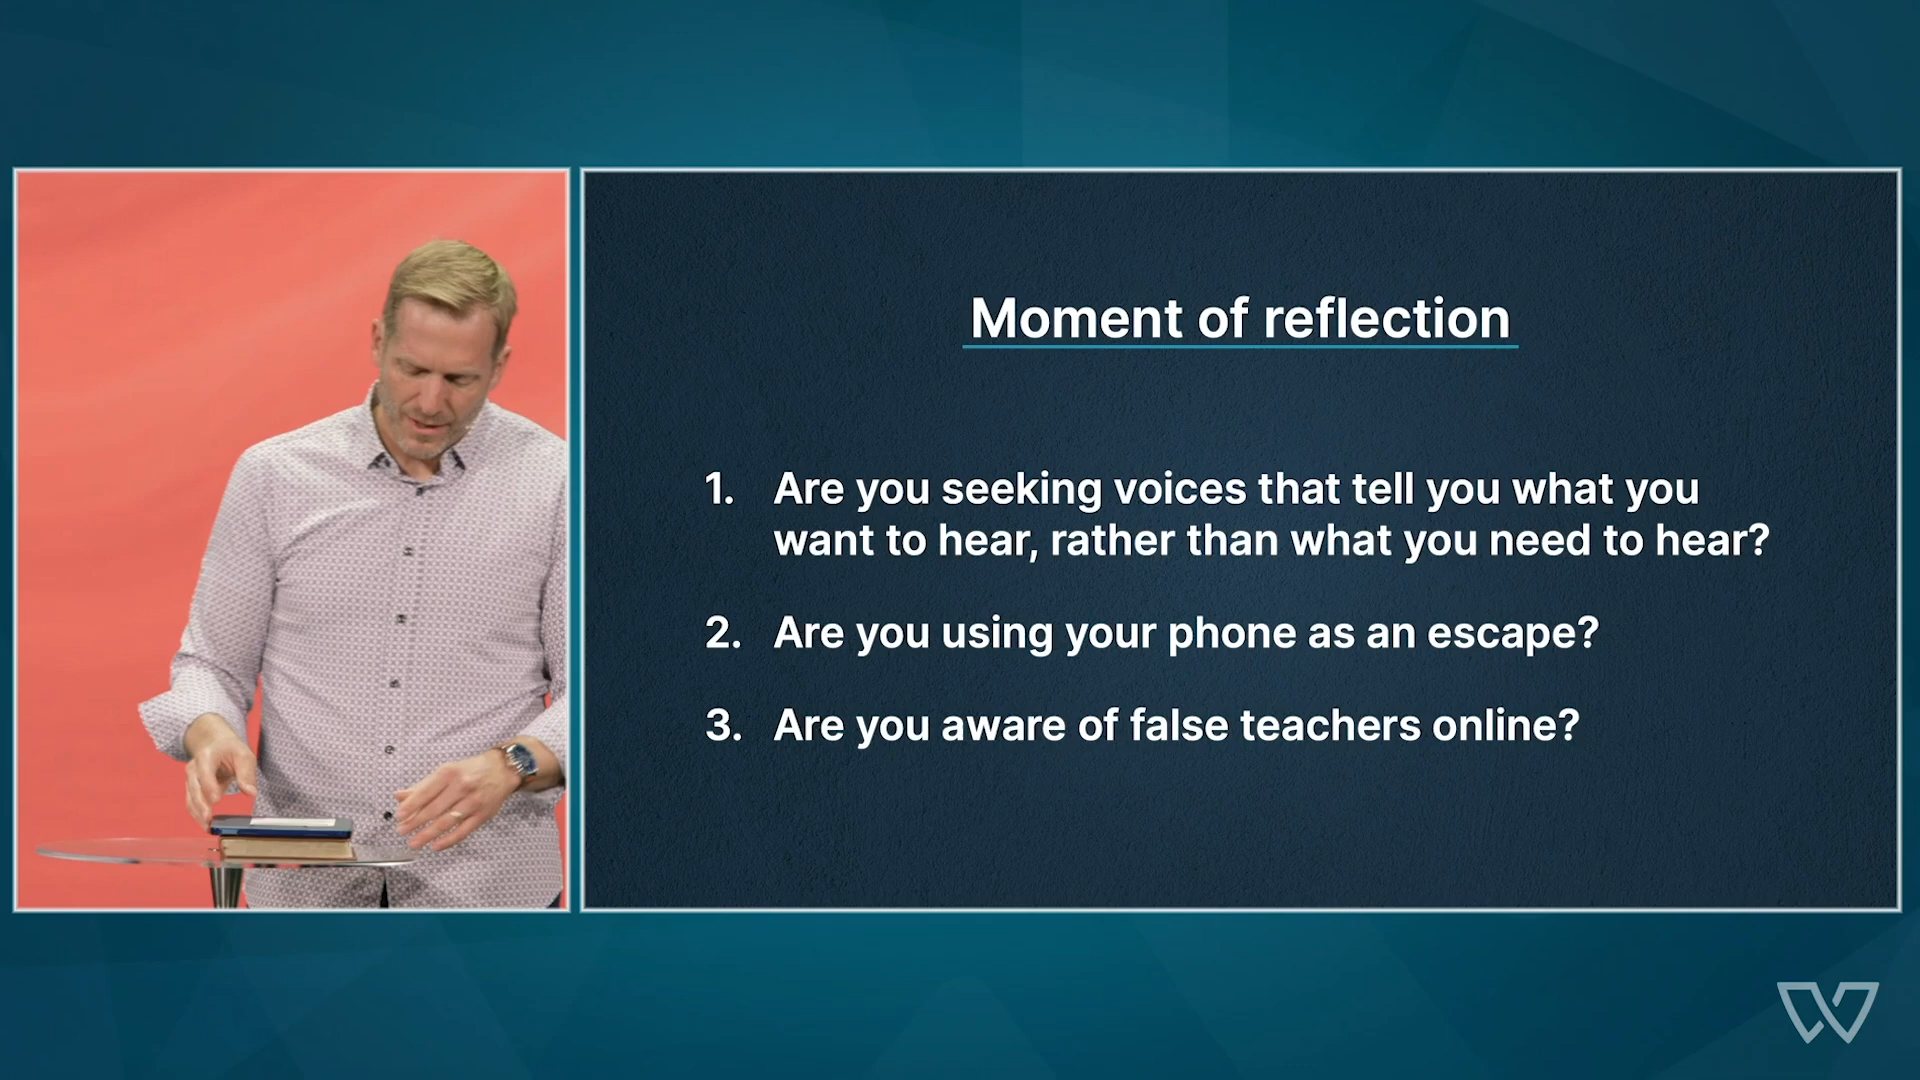 Moment of reflection
1. Are you seeking voices that tell you what you
want to hear, rather than what you need to hear?
2. Are you using your phone as an escape?
3. Are you aware of false teachers online?